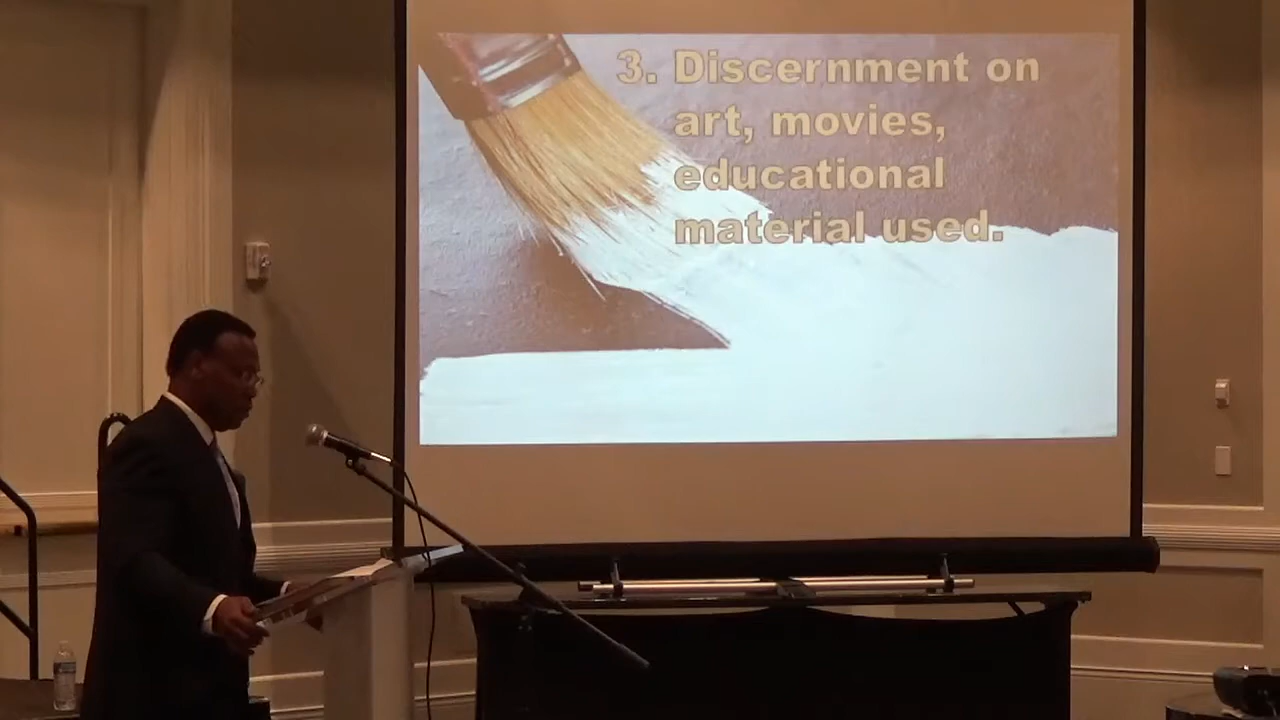 3. Discernment on
art, movies,
educational
material used.